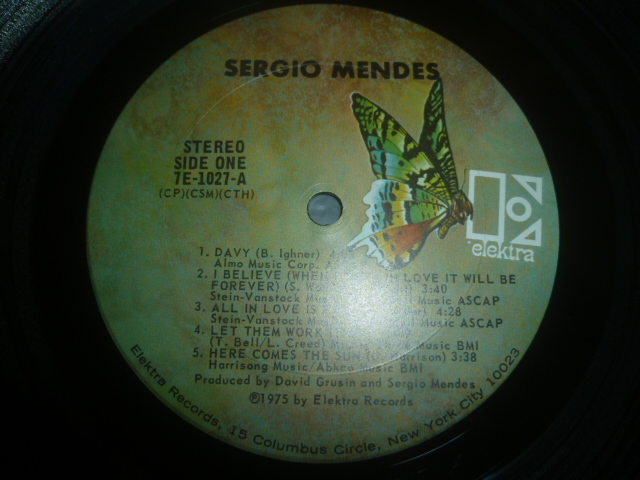 SERGIO MENDES
STEREO
SIDE ONE
7E-1027-A
(CP)(CSM)(CTH)
elektra
1. DAVY (B. Ighner)
Almo Music Corp.
2. I BELIEVE (WHEN LOVE IT WILL BE
FOREVER) (S. 3:40
Stein-Vanstock Music ASCAP
3. ALL IN LOVE IS 4:28
Stein-Vanstock Music ASCAP
4. LET THEM WORK
(T. Bell/L. Creed) Music BMI
5. HERE COMES THE SUN (G. Harrison) 3:38
Harrisong Music/Abkco Music BMI
Produced by David Grusin and Sergio Mendes
℗1975 by Elektra Records
Elektra Records, 15 Columbus Circle, New York City 10023